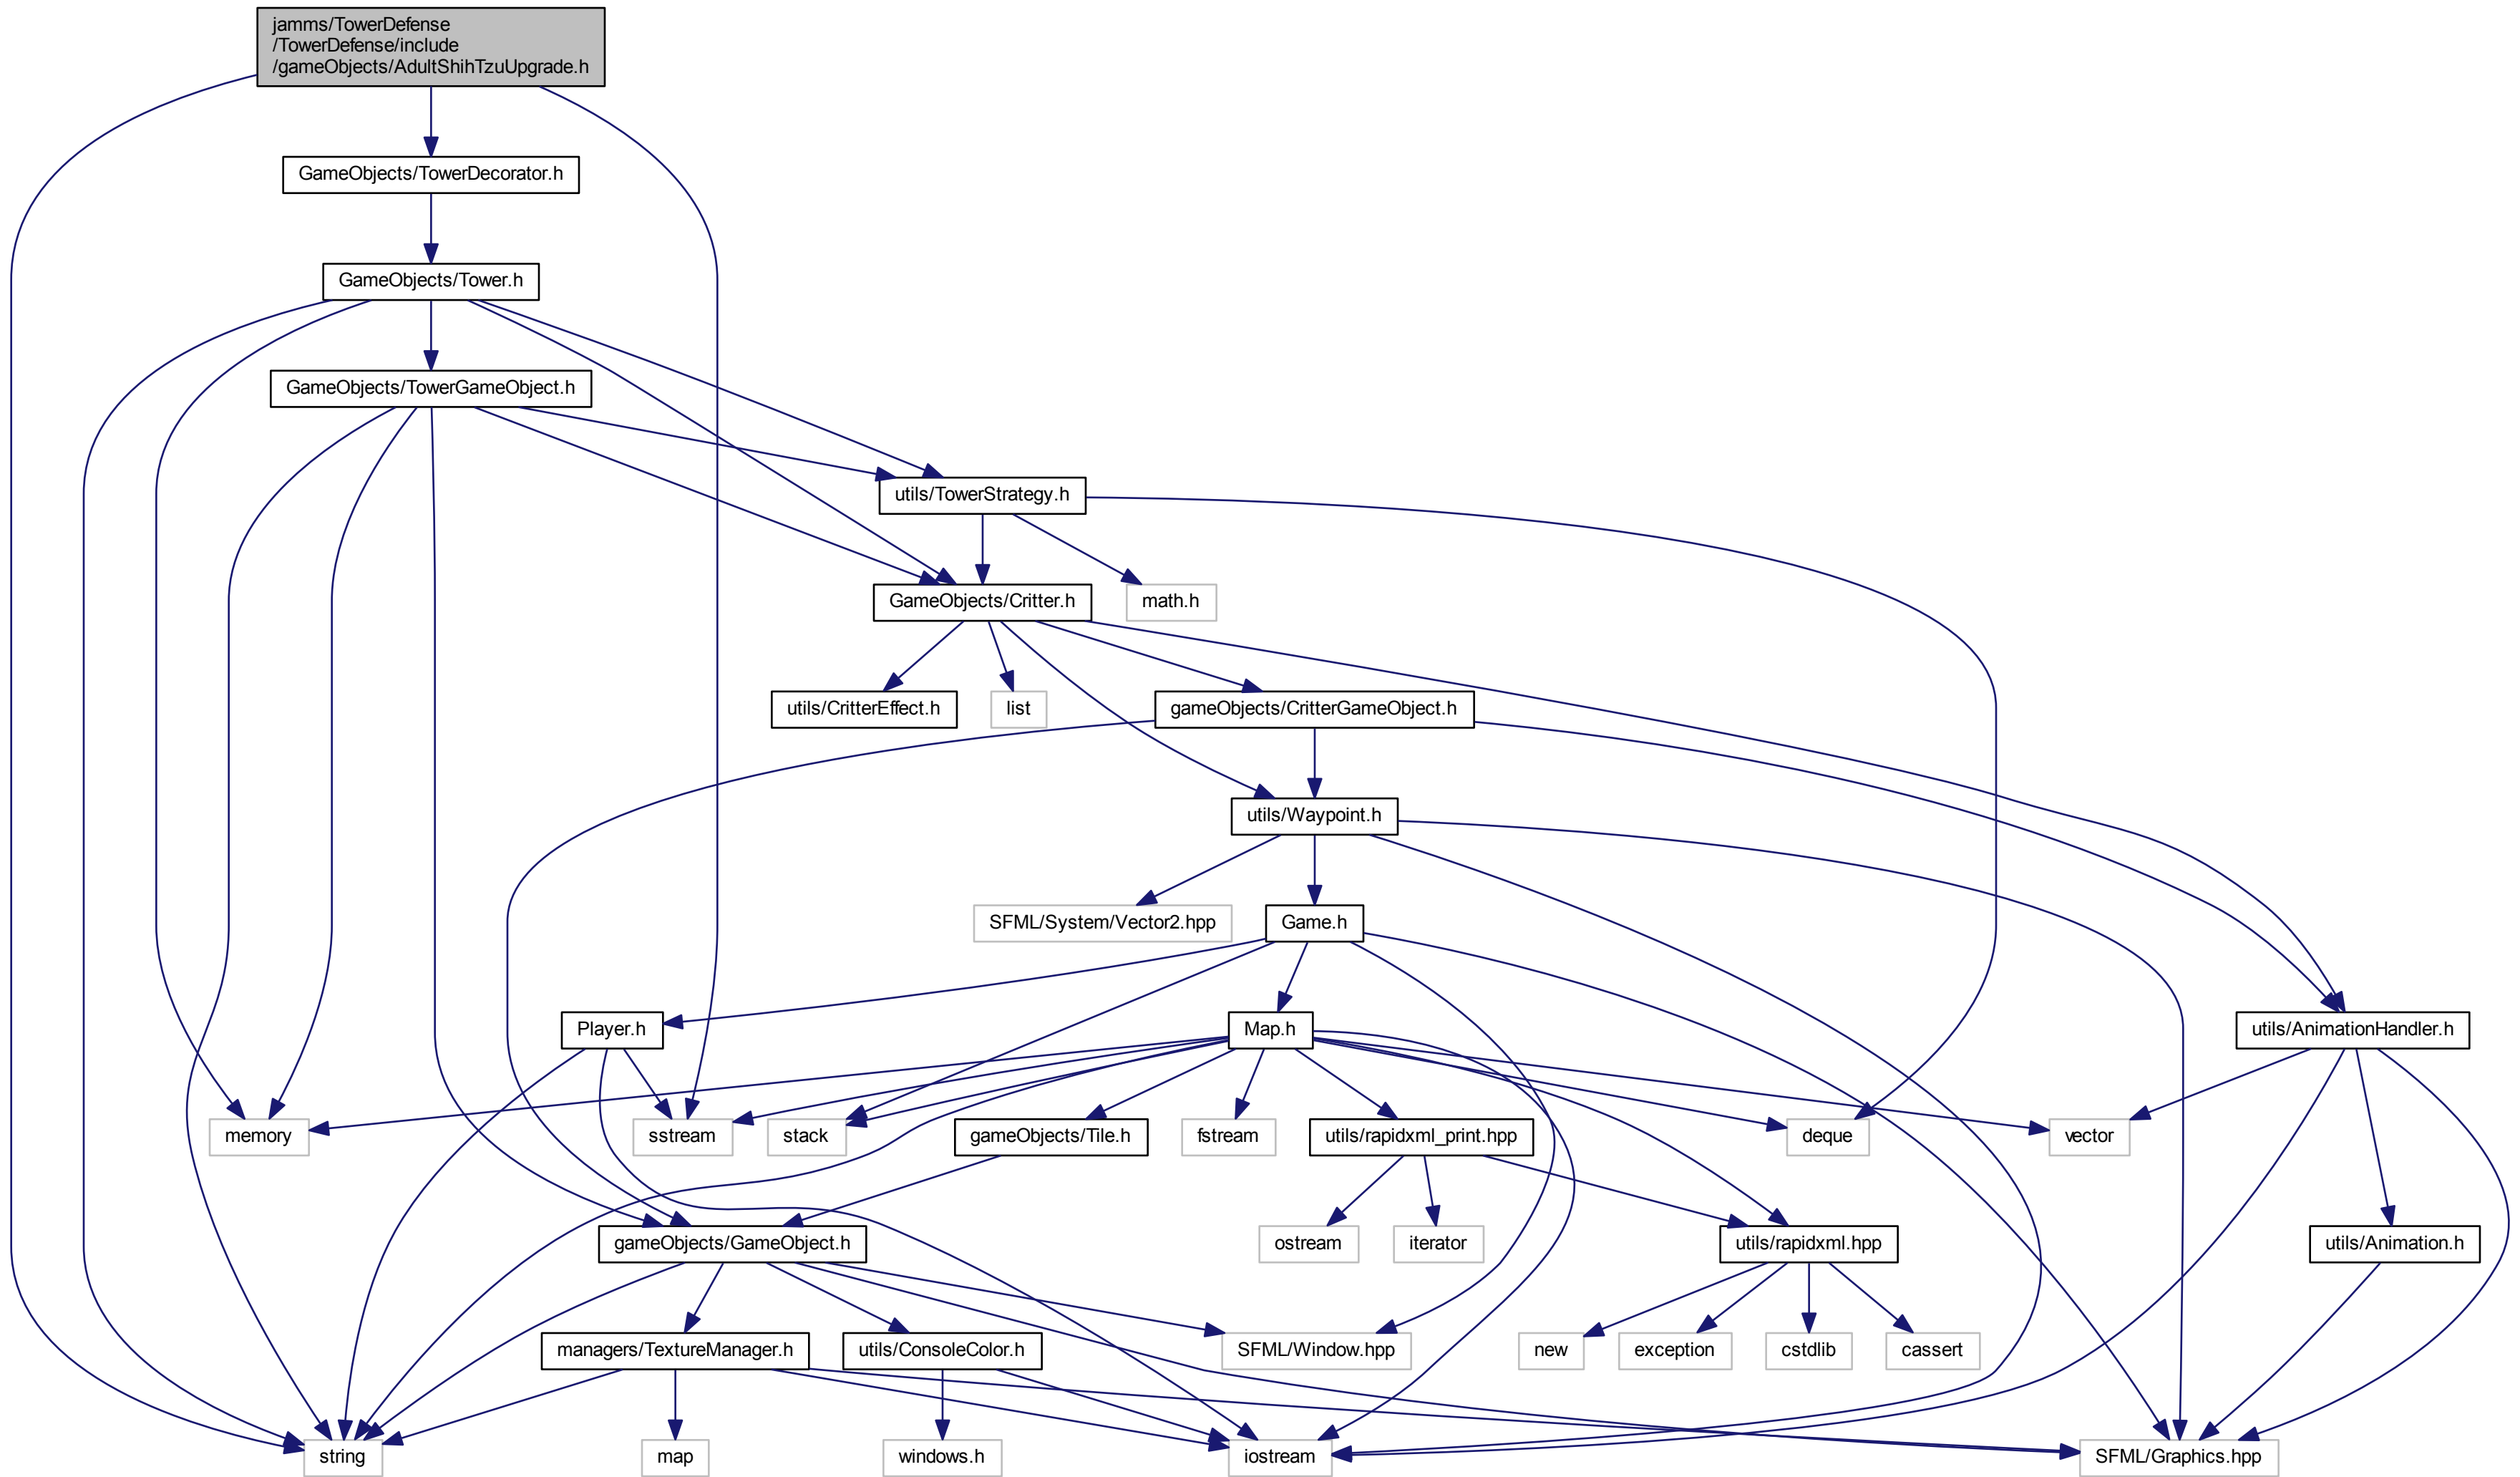 jamms/TowerDefense
/TowerDefense/include
/gameObjects/AdultShihTzuUpgrade.h
GameObjects/TowerDecorator.h
GameObjects/Tower.h
GameObjects/TowerGameObject.h
utils/TowerStrategy.h
GameObjects/Critter.h
math.h
utils/CritterEffect.h
list
gameObjects/CritterGameObject.h
utils/Waypoint.h
SFML/System/Vector2.hpp
Game.h
Player.h
Map.h
utils/AnimationHandler.h
memory
sstream
stack
gameObjects/Tile.h
fstream
utils/rapidxml_print.hpp
deque
vector
gameObjects/GameObject.h
ostream
iterator
utils/rapidxml.hpp
utils/Animation.h
managers/TextureManager.h
utils/ConsoleColor.h
SFML/Window.hpp
new
exception
cstdlib
cassert
string
map
windows.h
iostream
SFML/Graphics.hpp